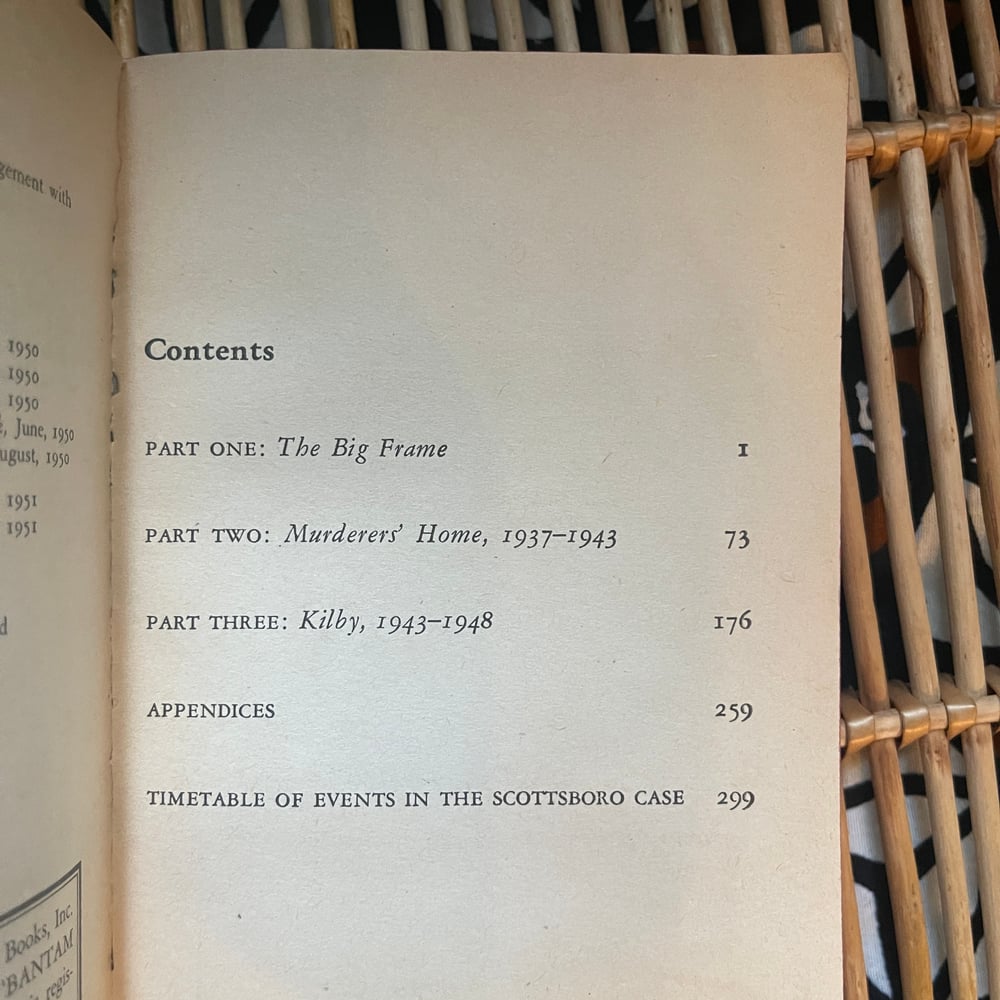 gement with
1950
1950
1950
June, 1950
ugust, 1950
1951
1951
d
Books, Inc.
"BANTAM
regis-
Contents
PART ONE: The Big Frame 1
PART TWO: Murderers' Home, 1937–1943 73
PART THREE: Kilby, 1943–1948 176
APPENDICES 259
TIMETABLE OF EVENTS IN THE SCOTTSBORO CASE 299